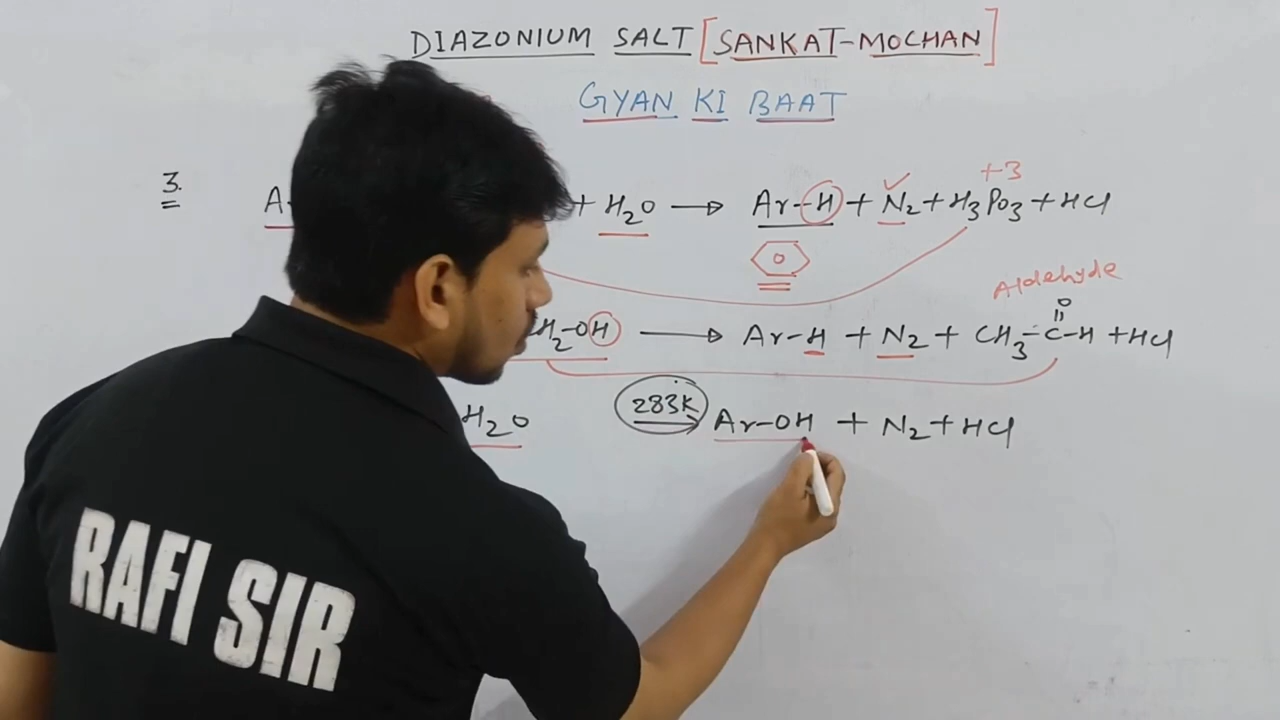 DIAZONIUM SALT [SANKAT-MOCHAN]
GYAN KI BAAT
+3
3. A + H₂O → Ar-H + N₂ + H₃Po₃ + HCl
Aldehyde
O
H₂-OH → Ar-H + N₂ + CH₃-C-H + HCl
H₂O 283K → Ar-OH + N₂ + HCl
RAFI SIR